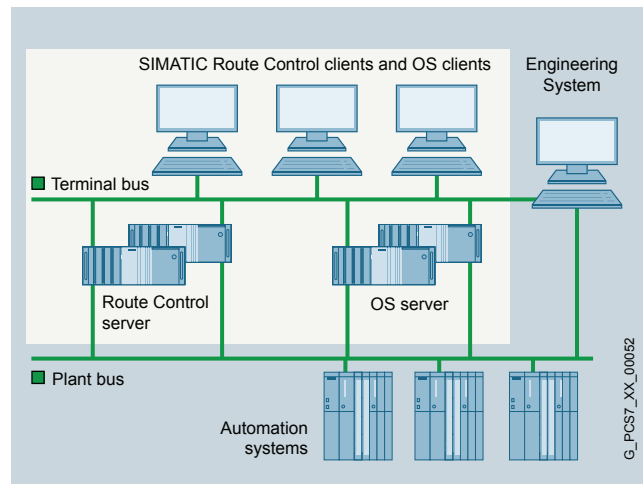 SIMATIC Route Control clients and OS clients
Engineering
System
Terminal bus
Route Control
server
OS server
Plant bus
Automation
systems
G_PCS7_XX_00052